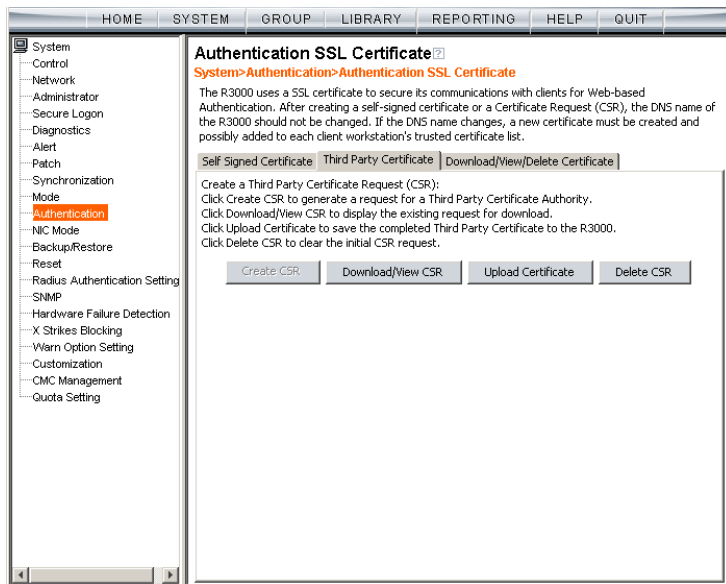 HOME SYSTEM GROUP LIBRARY REPORTING HELP QUIT
System
Control
Network
Administrator
Secure Logon
Diagnostics
Alert
Patch
Synchronization
Mode
Authentication
NIC Mode
Backup/Restore
Reset
Radius Authentication Setting
SNMP
Hardware Failure Detection
X Strikes Blocking
Warn Option Setting
Customization
CMC Management
Quota Setting
Authentication SSL Certificate ?
System>Authentication>Authentication SSL Certificate
The R3000 uses a SSL certificate to secure its communications with clients for Web-based
Authentication. After creating a self-signed certificate or a Certificate Request (CSR), the DNS name of
the R3000 should not be changed. If the DNS name changes, a new certificate must be created and
possibly added to each client workstation's trusted certificate list.
Self Signed Certificate Third Party Certificate Download/View/Delete Certificate
Create a Third Party Certificate Request (CSR):
Click Create CSR to generate a request for a Third Party Certificate Authority.
Click Download/View CSR to display the existing request for download.
Click Upload Certificate to save the completed Third Party Certificate to the R3000.
Click Delete CSR to clear the initial CSR request.
Create CSR Download/View CSR Upload Certificate Delete CSR